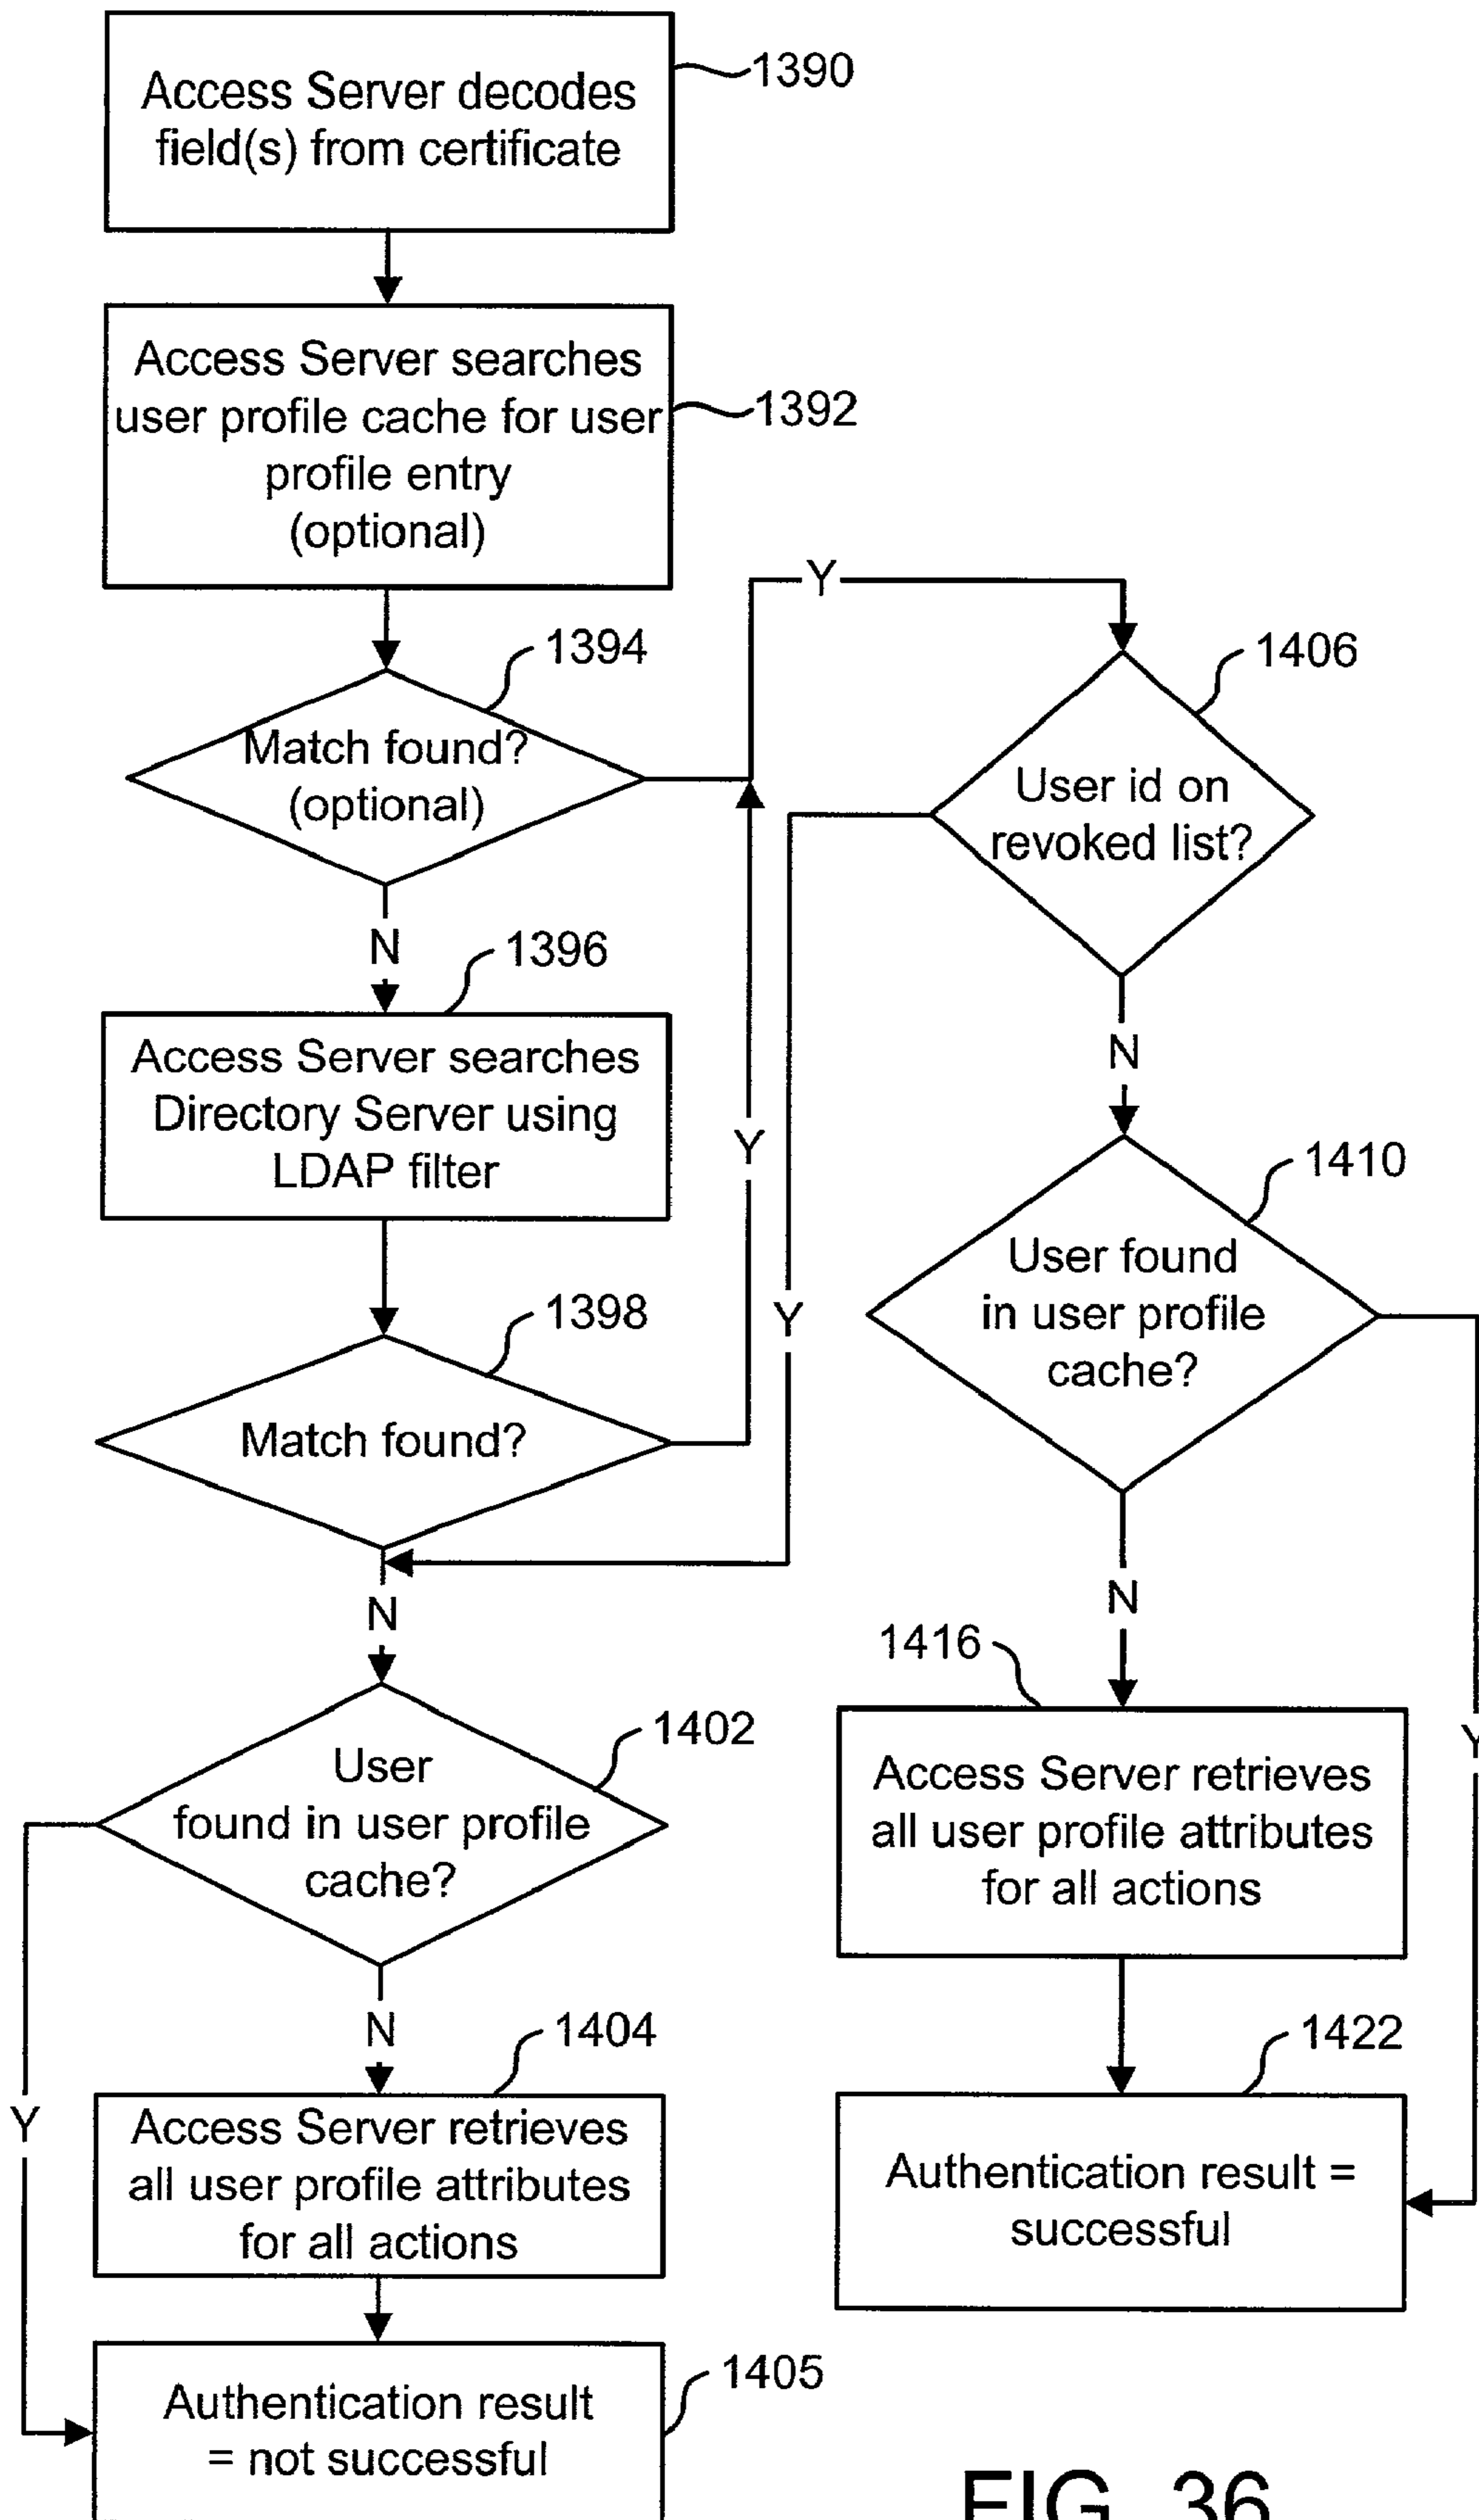 Access Server decodes
field(s) from certificate
1390
Access Server searches
user profile cache for user
profile entry
(optional)
1392
Y
1394
Match found?
(optional)
N
1396
Access Server searches
Directory Server using
LDAP filter
Y
1398
Match found?
N
1402
User
found in user profile
cache?
Y
N
1404
Access Server retrieves
all user profile attributes
for all actions
1405
Authentication result
= not successful
1406
User id on
revoked list?
Y
N
1410
User found
in user profile
cache?
Y
N
1416
Access Server retrieves
all user profile attributes
for all actions
1422
Authentication result =
successful
FIG. 36